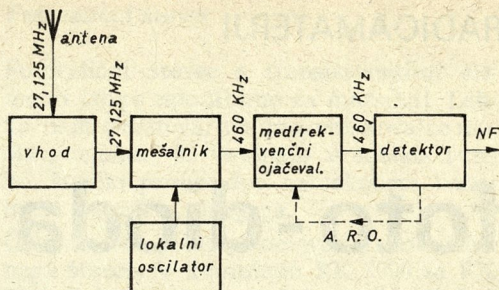 antena
27,125 MHz
27,125 MHz
460 KHz
460 KHz
NF
vhod
mešalnik
medfrek-
venčni
ojačeval.
detektor
A. R. O.
lokalni
oscilator